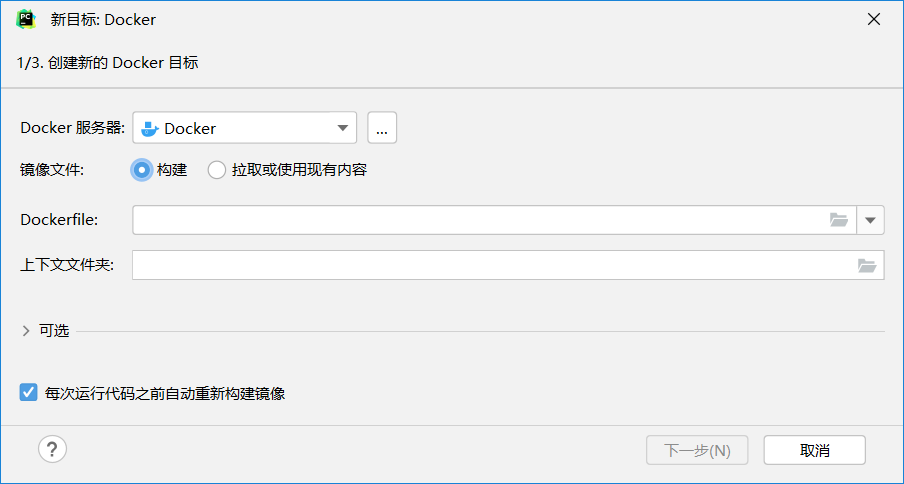 新目标: Docker
1/3. 创建新的 Docker 目标
Docker 服务器: Docker ...
镜像文件: 构建 拉取或使用现有内容
Dockerfile:
上下文文件夹:
可选
每次运行代码之前自动重新构建镜像
? 下一步(N) 取消